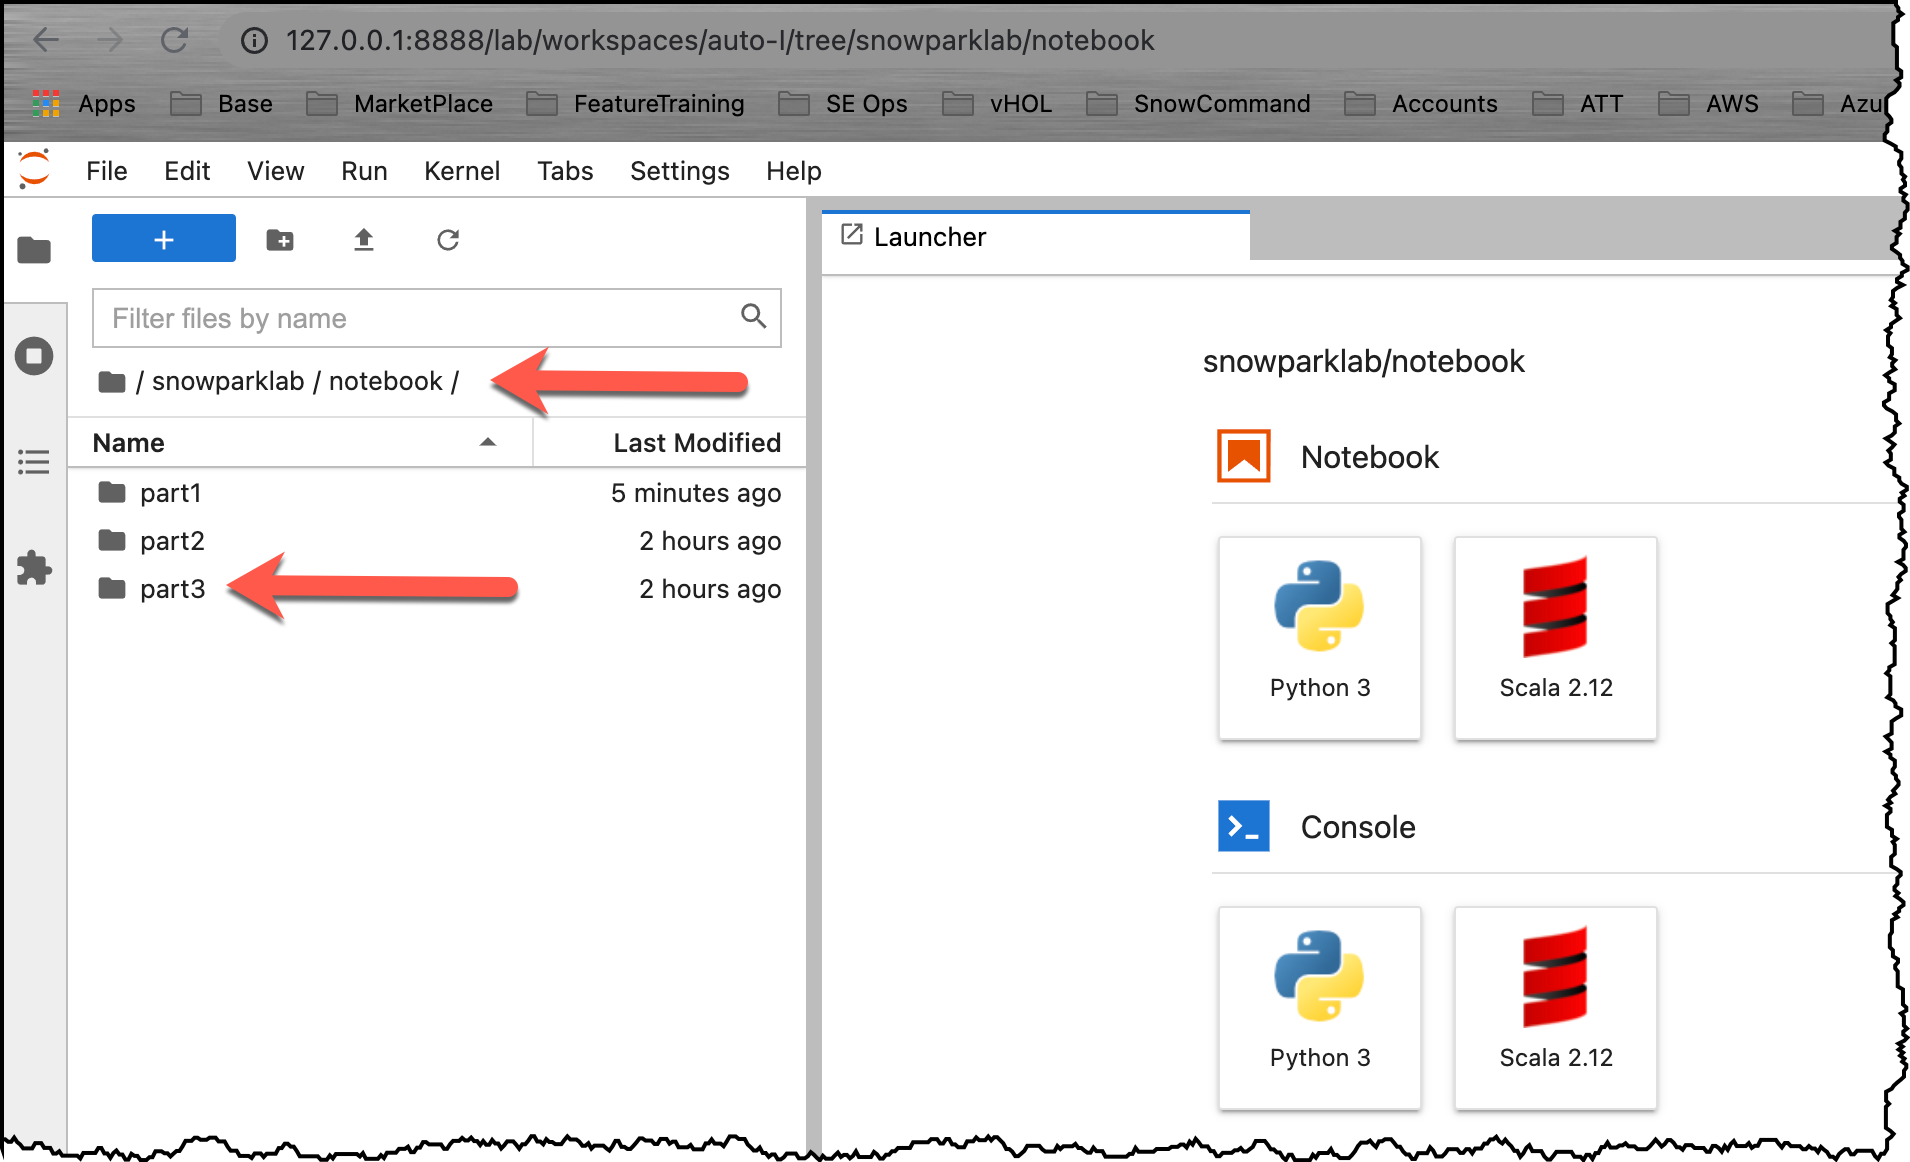 127.0.0.1:8888/lab/workspaces/auto-l/tree/snowparklab/notebook
Apps Base MarketPlace FeatureTraining SE Ops vHOL SnowCommand Accounts ATT AWS Azu
File Edit View Run Kernel Tabs Settings Help
+
Launcher
Filter files by name
/ snowparklab / notebook /
Name Last Modified
part1 5 minutes ago
part2 2 hours ago
part3 2 hours ago
snowparklab/notebook
Notebook
Python 3 Scala 2.12
Console
Python 3 Scala 2.12